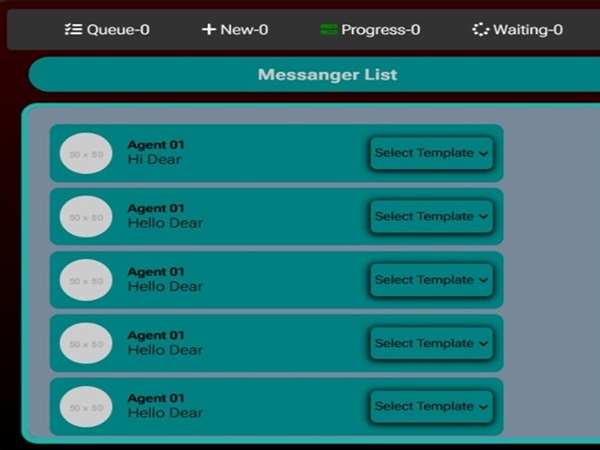 Queue-0 New-0 Progress-0 Waiting-0
Messanger List
50 x 50 Agent 01
Hi Dear Select Template
50 x 50 Agent 01
Hello Dear Select Template
50 x 50 Agent 01
Hello Dear Select Template
50 x 50 Agent 01
Hello Dear Select Template
50 x 50 Agent 01
Hello Dear Select Template